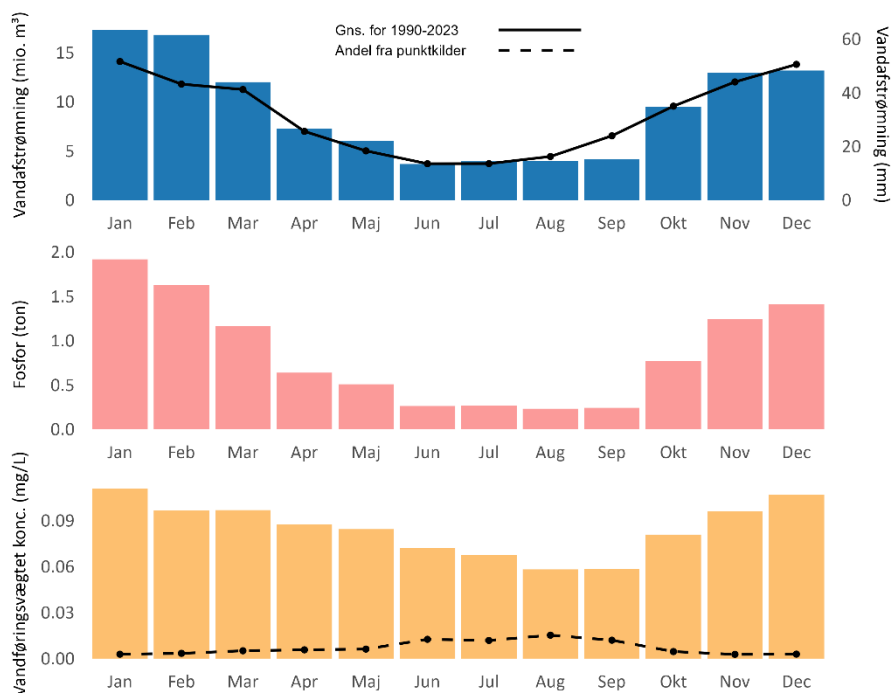 Gns. for 1990-2023
Andel fra punktkilder
Vandafstrømning (mio. m³)
15
10
5
0
Vandafstrømning (mm)
60
40
20
0
Jan Feb Mar Apr Maj Jun Jul Aug Sep Okt Nov Dec
Fosfor (ton)
2.0
1.5
1.0
0.5
0.0
Jan Feb Mar Apr Maj Jun Jul Aug Sep Okt Nov Dec
Vandføringsvægtet konc. (mg/L)
0.09
0.06
0.03
0.00
Jan Feb Mar Apr Maj Jun Jul Aug Sep Okt Nov Dec